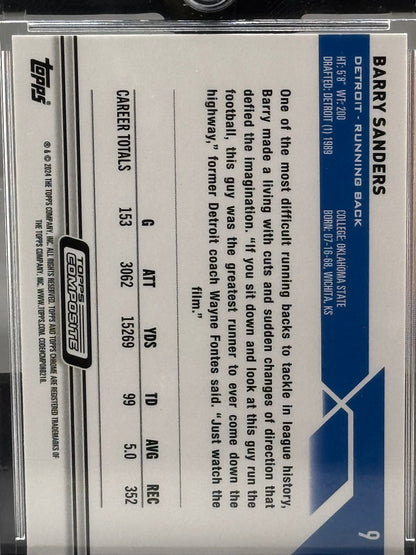 9
BARRY SANDERS
DETROIT - RUNNING BACK
HT: 5'8" WT: 200 COLLEGE: OKLAHOMA STATE
DRAFTED: DETROIT (1) 1989 BORN: 07-16-68, WICHITA, KS
One of the most difficult running backs to tackle in league history,
Barry made a living with cuts and sudden changes of direction that
defied the imagination. "If you sit down and look at this guy run the
football, this guy was the greatest runner to ever come down the
highway," former Detroit coach Wayne Fontes said. "Just watch the
film."
G ATT YDS TD AVG REC
CAREER TOTALS 153 3062 15269 99 5.0 352
TOPPS
COMPOSITE
topps
® & © 2024 THE TOPPS COMPANY, INC. ALL RIGHTS RESERVED. TOPPS AND TOPPS CHROME ARE REGISTERED TRADEMARKS OF
THE TOPPS COMPANY, INC. WWW.TOPPS.COM.